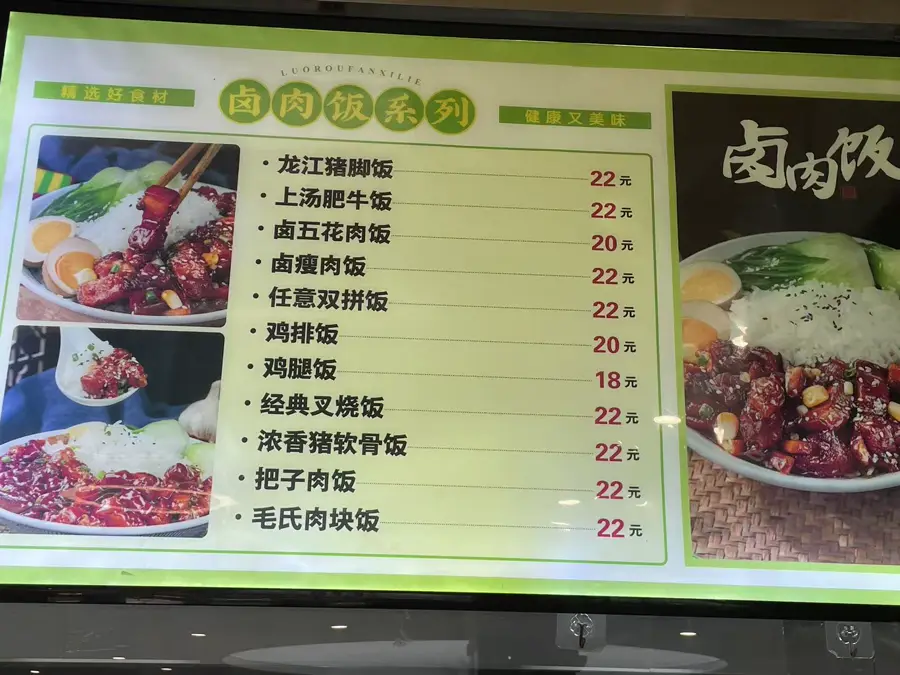 LUOROUFANXILIE
精选好食材
卤肉饭系列
健康又美味
·龙江猪脚饭 22元
·上汤肥牛饭 22元
·卤五花肉饭 20元
·卤瘦肉饭 22元
·任意双拼饭 22元
·鸡排饭 20元
·鸡腿饭 18元
·经典叉烧饭 22元
·浓香猪软骨饭 22元
·把子肉饭 22元
·毛氏肉块饭 22元
卤肉饭